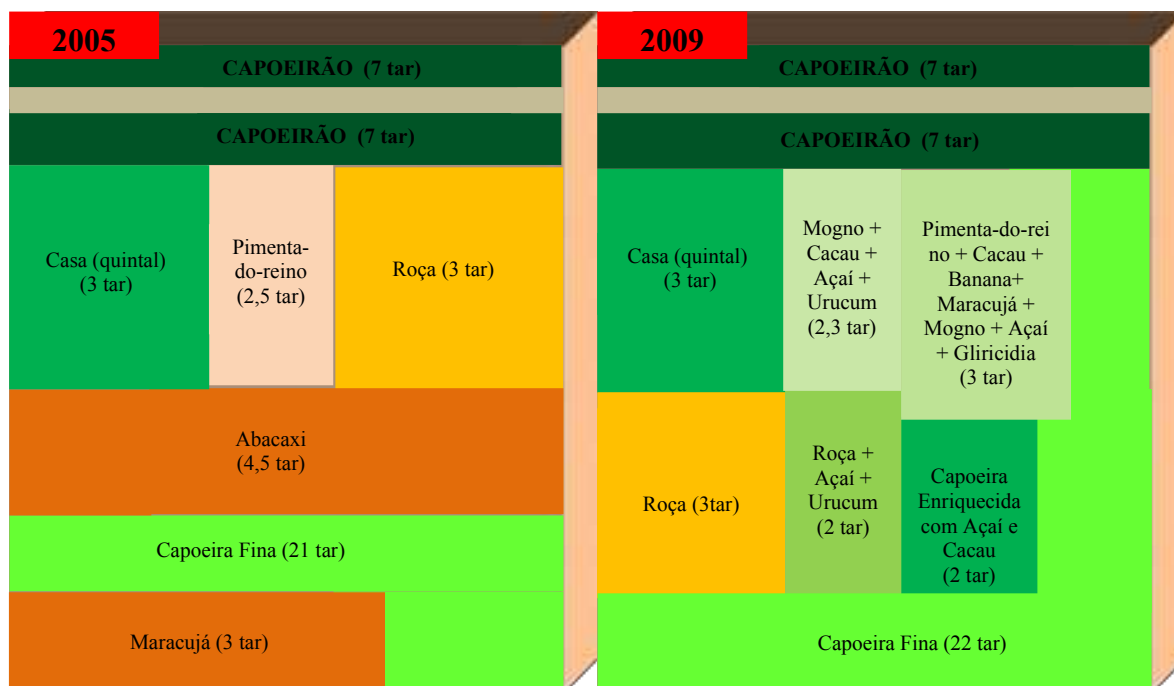 2005
CAPOEIRÃO (7 tar)
CAPOEIRÃO (7 tar)
Casa (quintal)
(3 tar)
Pimenta-
do-reino
(2,5 tar)
Roça (3 tar)
Abacaxi
(4,5 tar)
Capoeira Fina (21 tar)
Maracujá (3 tar)
2009
CAPOEIRÃO (7 tar)
CAPOEIRÃO (7 tar)
Casa (quintal)
(3 tar)
Mogno +
Cacau +
Açaí +
Urucum
(2,3 tar)
Pimenta-do-rei
no + Cacau +
Banana+
Maracujá +
Mogno + Açaí
+ Gliricidia
(3 tar)
Roça (3tar)
Roça +
Açaí +
Urucum
(2 tar)
Capoeira
Enriquecida
com Açaí e
Cacau
(2 tar)
Capoeira Fina (22 tar)